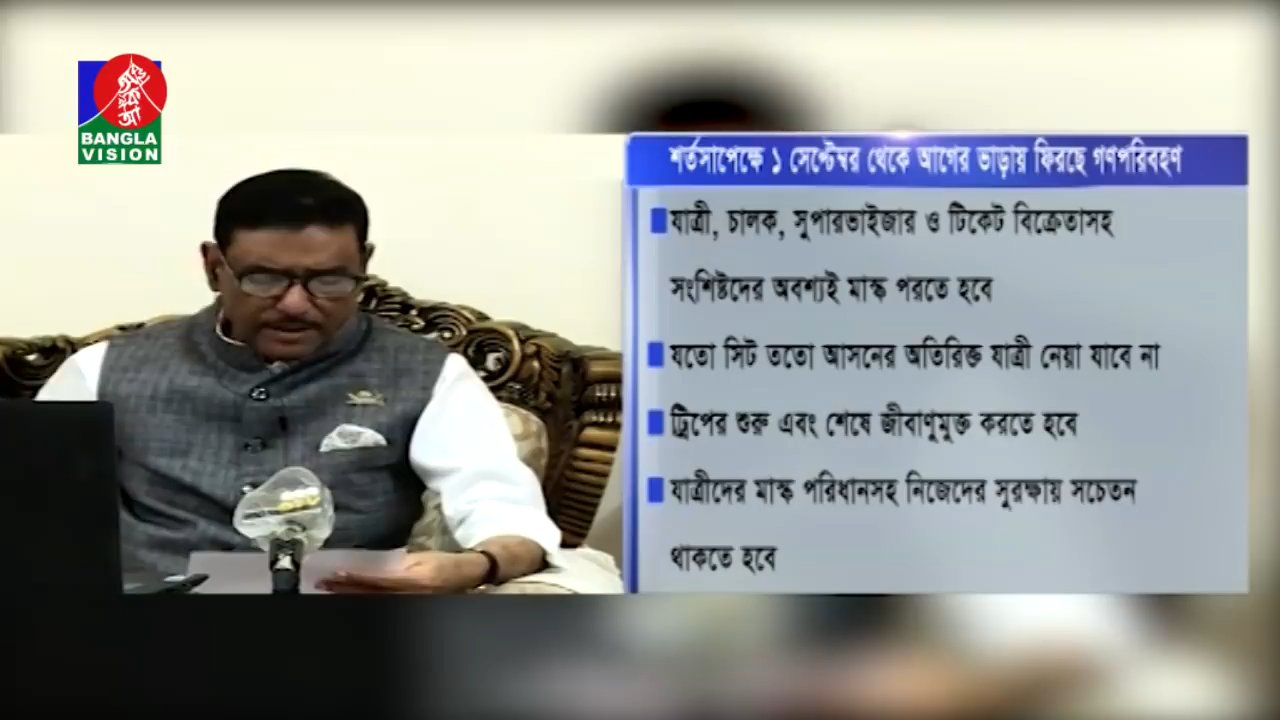 BANGLA
VISION
শর্তসাপেক্ষে ১ সেপ্টেম্বর থেকে আগের ভাড়ায় ফিরছে গণপরিবহণ
যাত্রী, চালক, সুপারভাইজার ও টিকেট বিক্রেতাসহ
সংশিষ্টদের অবশ্যই মাস্ক পরতে হবে
যতো সিট ততো আসনের অতিরিক্ত যাত্রী নেয়া যাবে না
ট্রিপের শুরু এবং শেষে জীবাণুমুক্ত করতে হবে
যাত্রীদের মাস্ক পরিধানসহ নিজেদের সুরক্ষায় সচেতন
থাকতে হবে